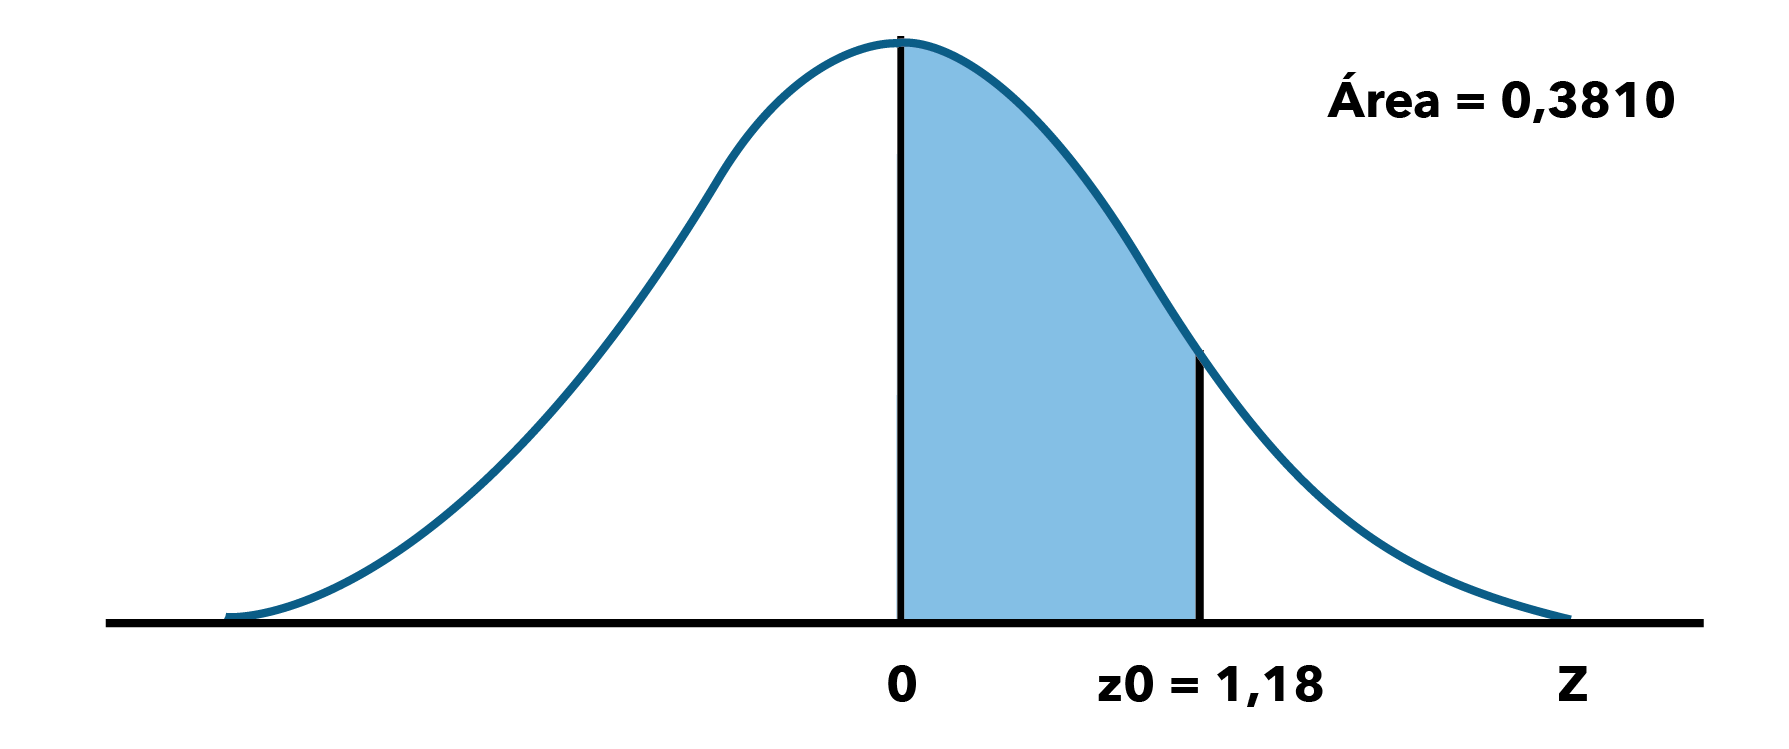 Área = 0,3810
0 z0 = 1,18 Z